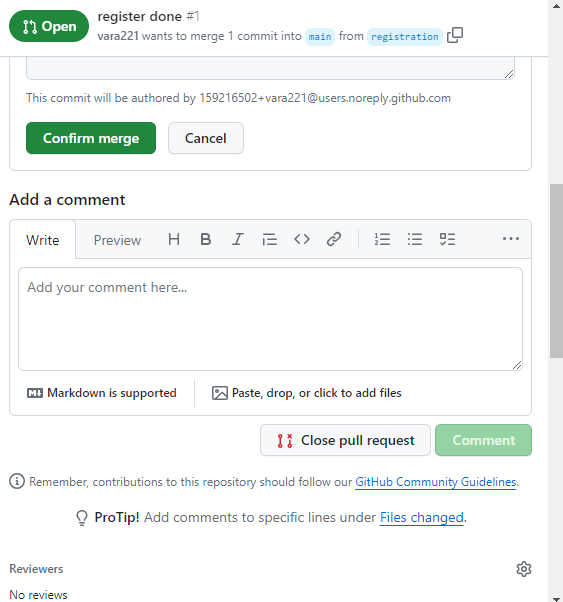 Open
register done #1
vara221 wants to merge 1 commit into main from registration
This commit will be authored by 159216502+vara221@users.noreply.github.com
Confirm merge
Cancel
Add a comment
Write
Preview
Add your comment here...
Markdown is supported
Paste, drop, or click to add files
Close pull request
Comment
Remember, contributions to this repository should follow our GitHub Community Guidelines.
ProTip! Add comments to specific lines under Files changed.
Reviewers
No reviews